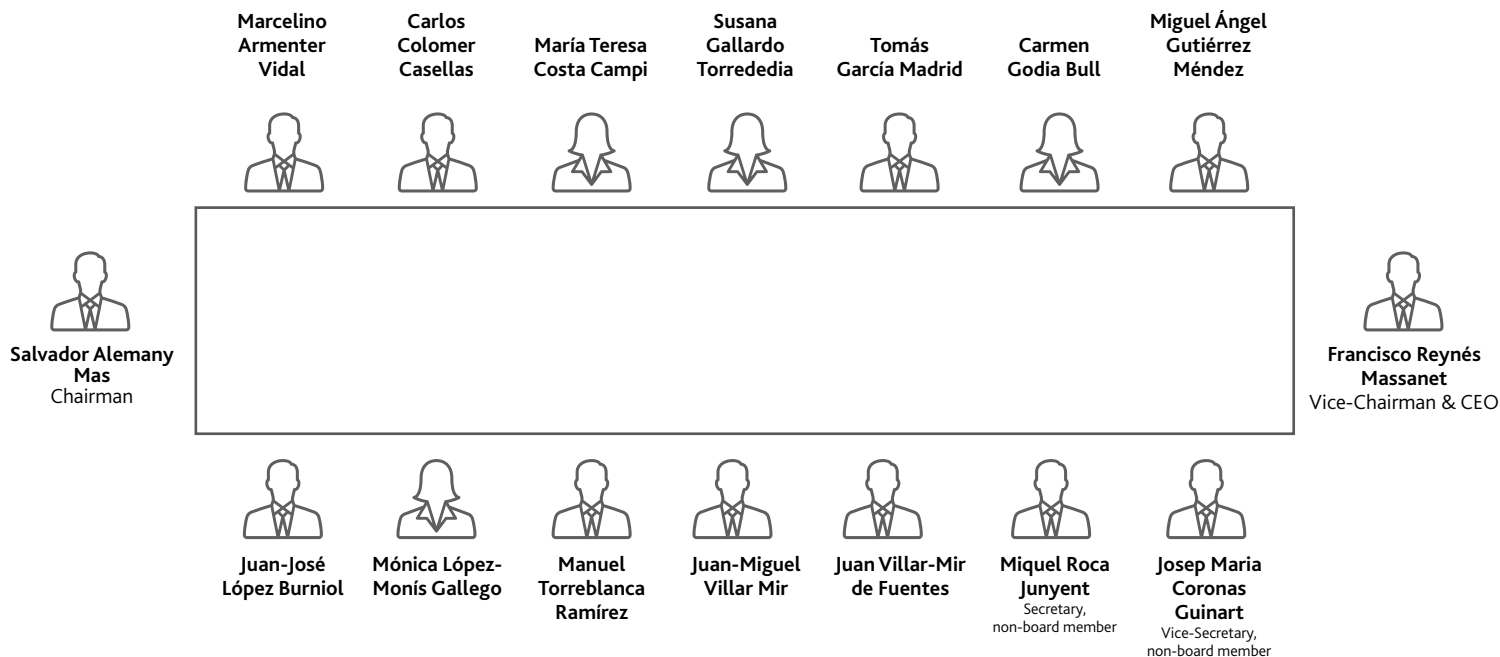 Marcelino
Armenter
Vidal
Carlos
Colomer
Casellas
María Teresa
Costa Campi
Susana
Gallardo
Torrededia
Tomás
García Madrid
Carmen
Godia Bull
Miguel Ángel
Gutiérrez
Méndez
Salvador Alemany
Mas
Chairman
Francisco Reynés
Massanet
Vice-Chairman & CEO
Juan-José
López Burniol
Mónica López-
Monís Gallego
Manuel
Torreblanca
Ramírez
Juan-Miguel
Villar Mir
Juan Villar-Mir
de Fuentes
Miquel Roca
Junyent
Secretary,
non-board member
Josep Maria
Coronas
Guinart
Vice-Secretary,
non-board member